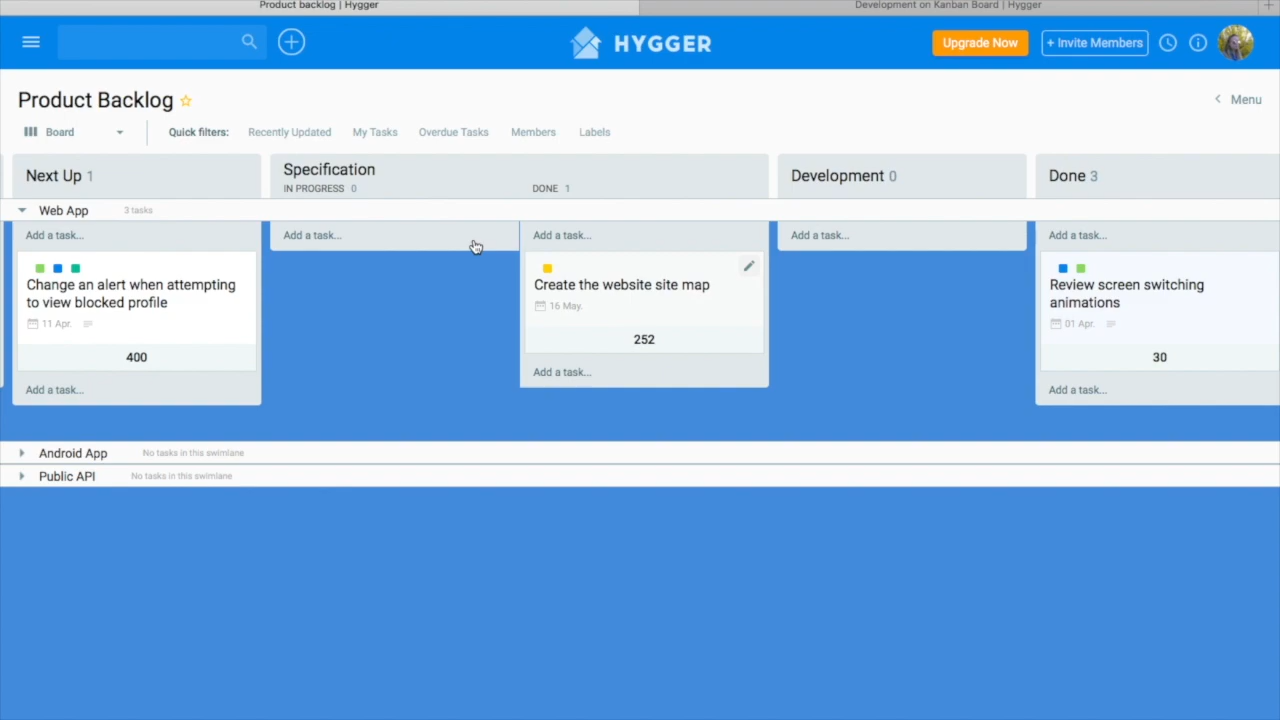 Product backlog | Hygger
Development on Kanban Board | Hygger
HYGGER
Upgrade Now
+ Invite Members
Product Backlog
Menu
Board
Quick filters:
Recently Updated
My Tasks
Overdue Tasks
Members
Labels
Next Up 1
Specification
IN PROGRESS 0
DONE 1
Development 0
Done 3
Web App
3 tasks
Add a task...
Add a task...
Add a task...
Add a task...
Add a task...
Change an alert when attempting
to view blocked profile
11 Apr.
400
Add a task...
Create the website site map
16 May.
252
Add a task...
Review screen switching
animations
01 Apr.
30
Add a task...
Android App
No tasks in this swimlane
Public API
No tasks in this swimlane